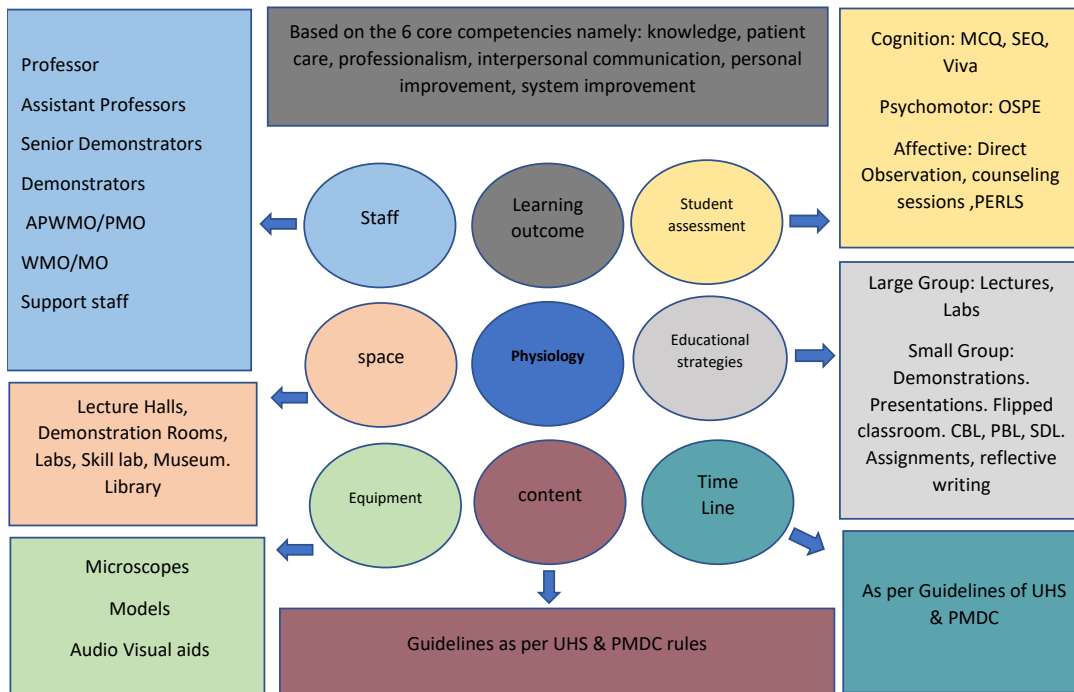 Professor
Assistant Professors
Senior Demonstrators
Demonstrators
APWMO/PMO
WMO/MO
Support staff
Based on the 6 core competencies namely: knowledge, patient
care, professionalism, interpersonal communication, personal
improvement, system improvement
Cognition: MCQ, SEQ,
Viva
Psychomotor: OSPE
Affective: Direct
Observation, counseling
sessions ,PERLS
Staff
Learning
outcome
Student
assessment
space
Physiology
Educational
strategies
Large Group: Lectures,
Labs
Small Group:
Demonstrations.
Presentations. Flipped
classroom. CBL, PBL, SDL.
Assignments, reflective
writing
Lecture Halls,
Demonstration Rooms,
Labs, Skill lab, Museum.
Library
Equipment
content
Time
Line
Microscopes
Models
Audio Visual aids
Guidelines as per UHS & PMDC rules
As per Guidelines of UHS
& PMDC